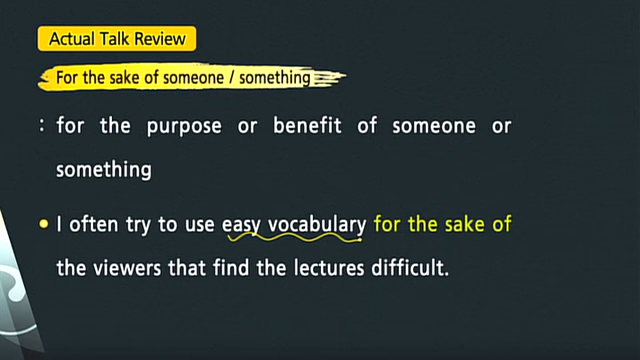 Actual Talk Review
For the sake of someone / something
: for the purpose or benefit of someone or
something
• I often try to use easy vocabulary for the sake of
the viewers that find the lectures difficult.